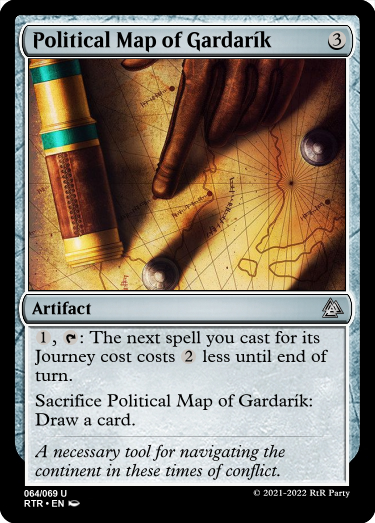 Political Map of Gardarík 3
Artifact
1, : The next spell you cast for its
Journey cost costs 2 less until end of
turn.
Sacrifice Political Map of Gardarík:
Draw a card.
A necessary tool for navigating the
continent in these times of conflict.
064/069 U
RTR • EN
© 2021-2022 RtR Party